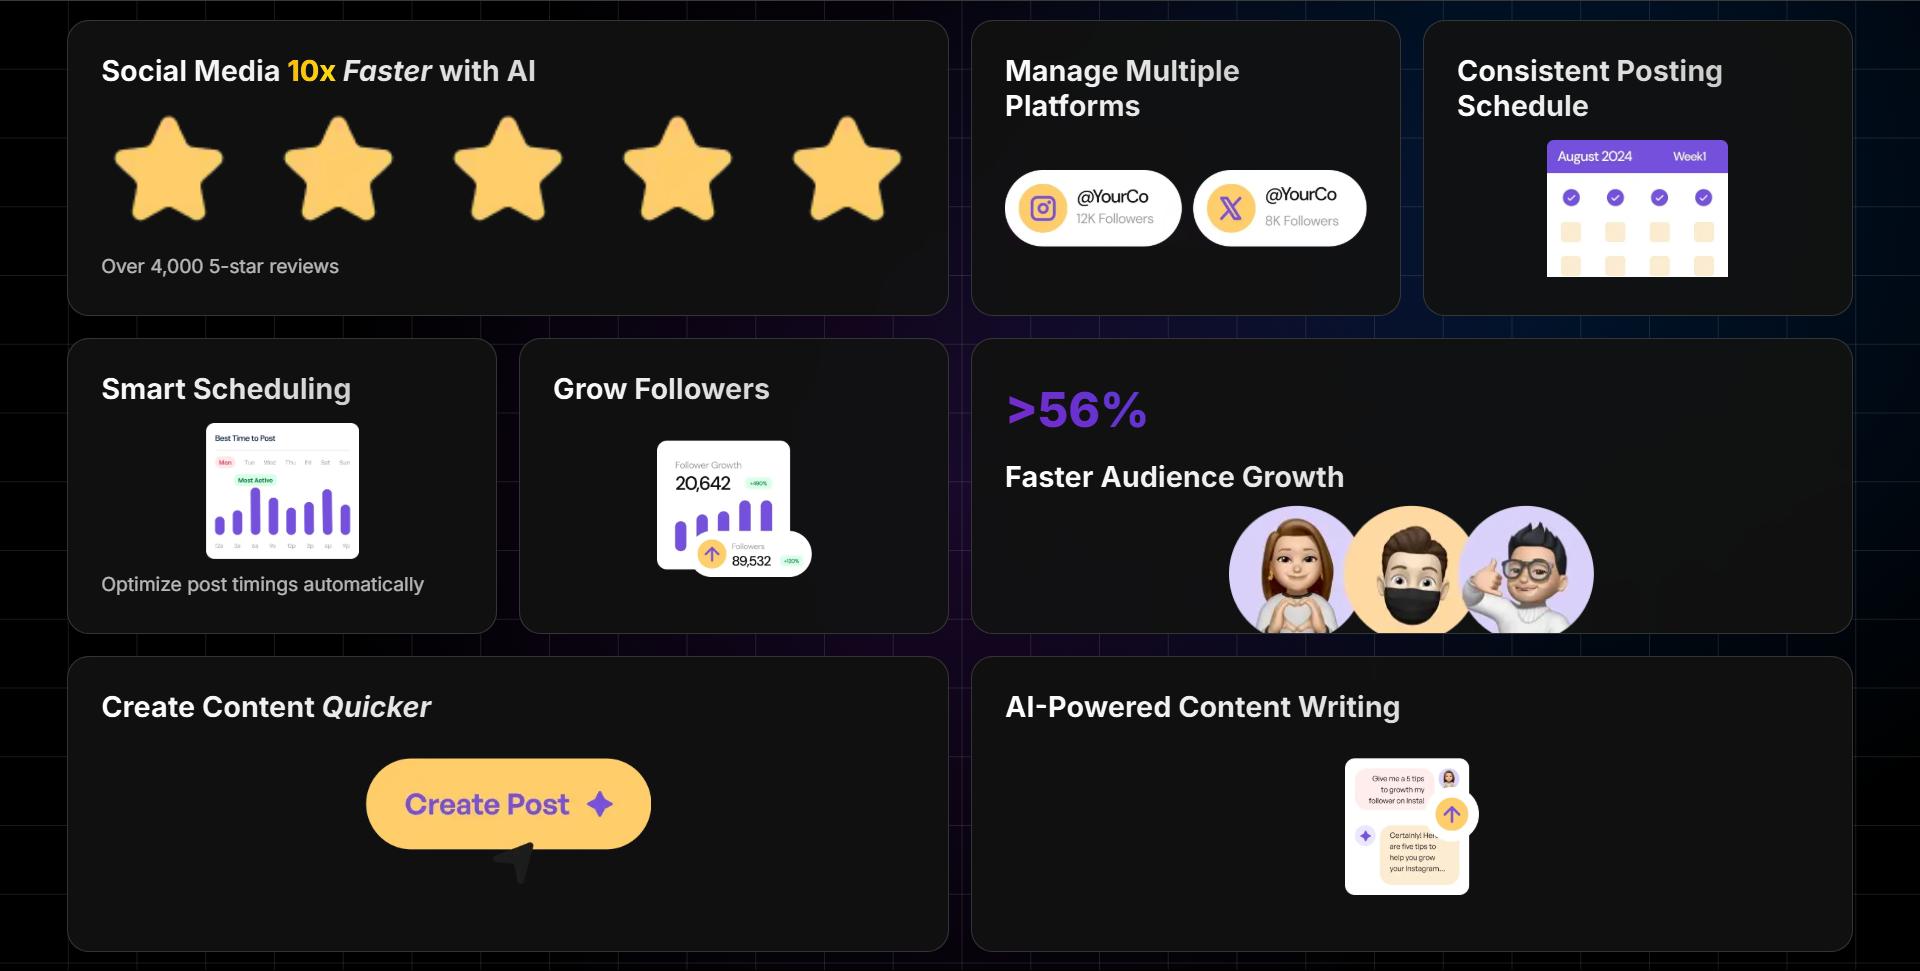 Social Media 10x Faster with AI
Over 4,000 5-star reviews
Manage Multiple
Platforms
@YourCo
12K Followers
@YourCo
8K Followers
Consistent Posting
Schedule
August 2024 Week1
Smart Scheduling
Best Time to Post
Mon Tue Wed Thu Fri Sat Sun
Most Active
Optimize post timings automatically
Grow Followers
Follower Growth
20,642
Followers
89,532
>56%
Faster Audience Growth
Create Content Quicker
Create Post
AI-Powered Content Writing
Give me a 5 tips
to growth my
follower on Insta!
Certainly! Her
are five tips to
help you grow
your Instagram...